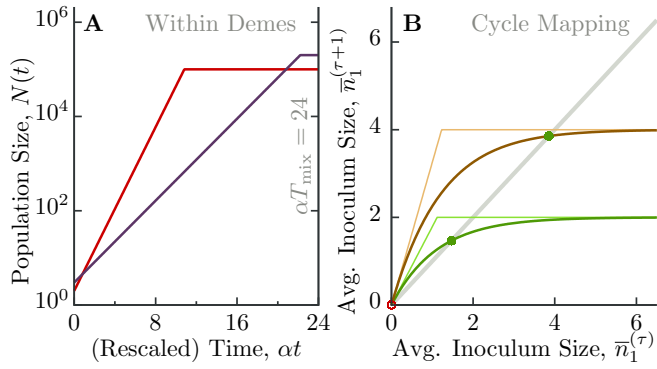 A Within Demes
10^6
10^4
10^2
10^0
Population Size, N(t)
αT_mix = 24
0 8 16 24
(Rescaled) Time, αt
B Cycle Mapping
6
4
2
0
Avg. Inoculum Size, n̅_1^(τ+1)
0 2 4 6
Avg. Inoculum Size, n̅_1^(τ)